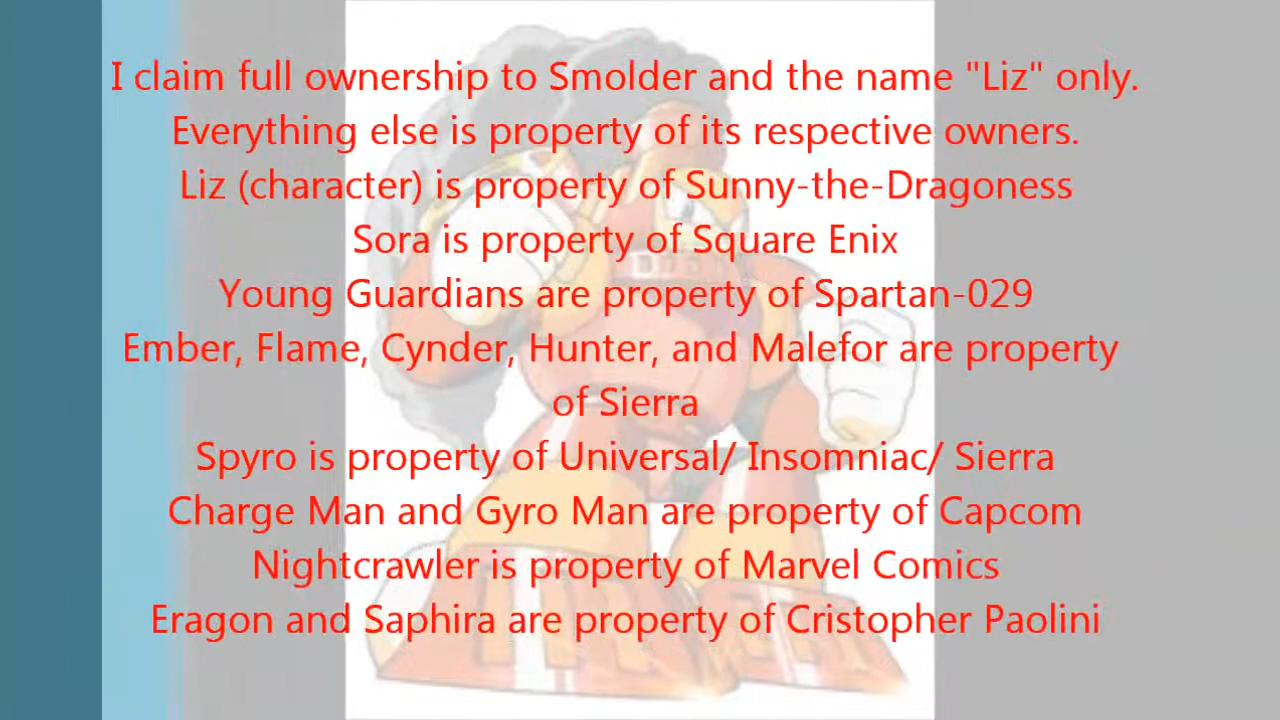 I claim full ownership to Smolder and the name "Liz" only.
Everything else is property of its respective owners.
Liz (character) is property of Sunny-the-Dragoness
Sora is property of Square Enix
Young Guardians are property of Spartan-029
Ember, Flame, Cynder, Hunter, and Malefor are property
of Sierra
Spyro is property of Universal/ Insomniac/ Sierra
Charge Man and Gyro Man are property of Capcom
Nightcrawler is property of Marvel Comics
Eragon and Saphira are property of Cristopher Paolini